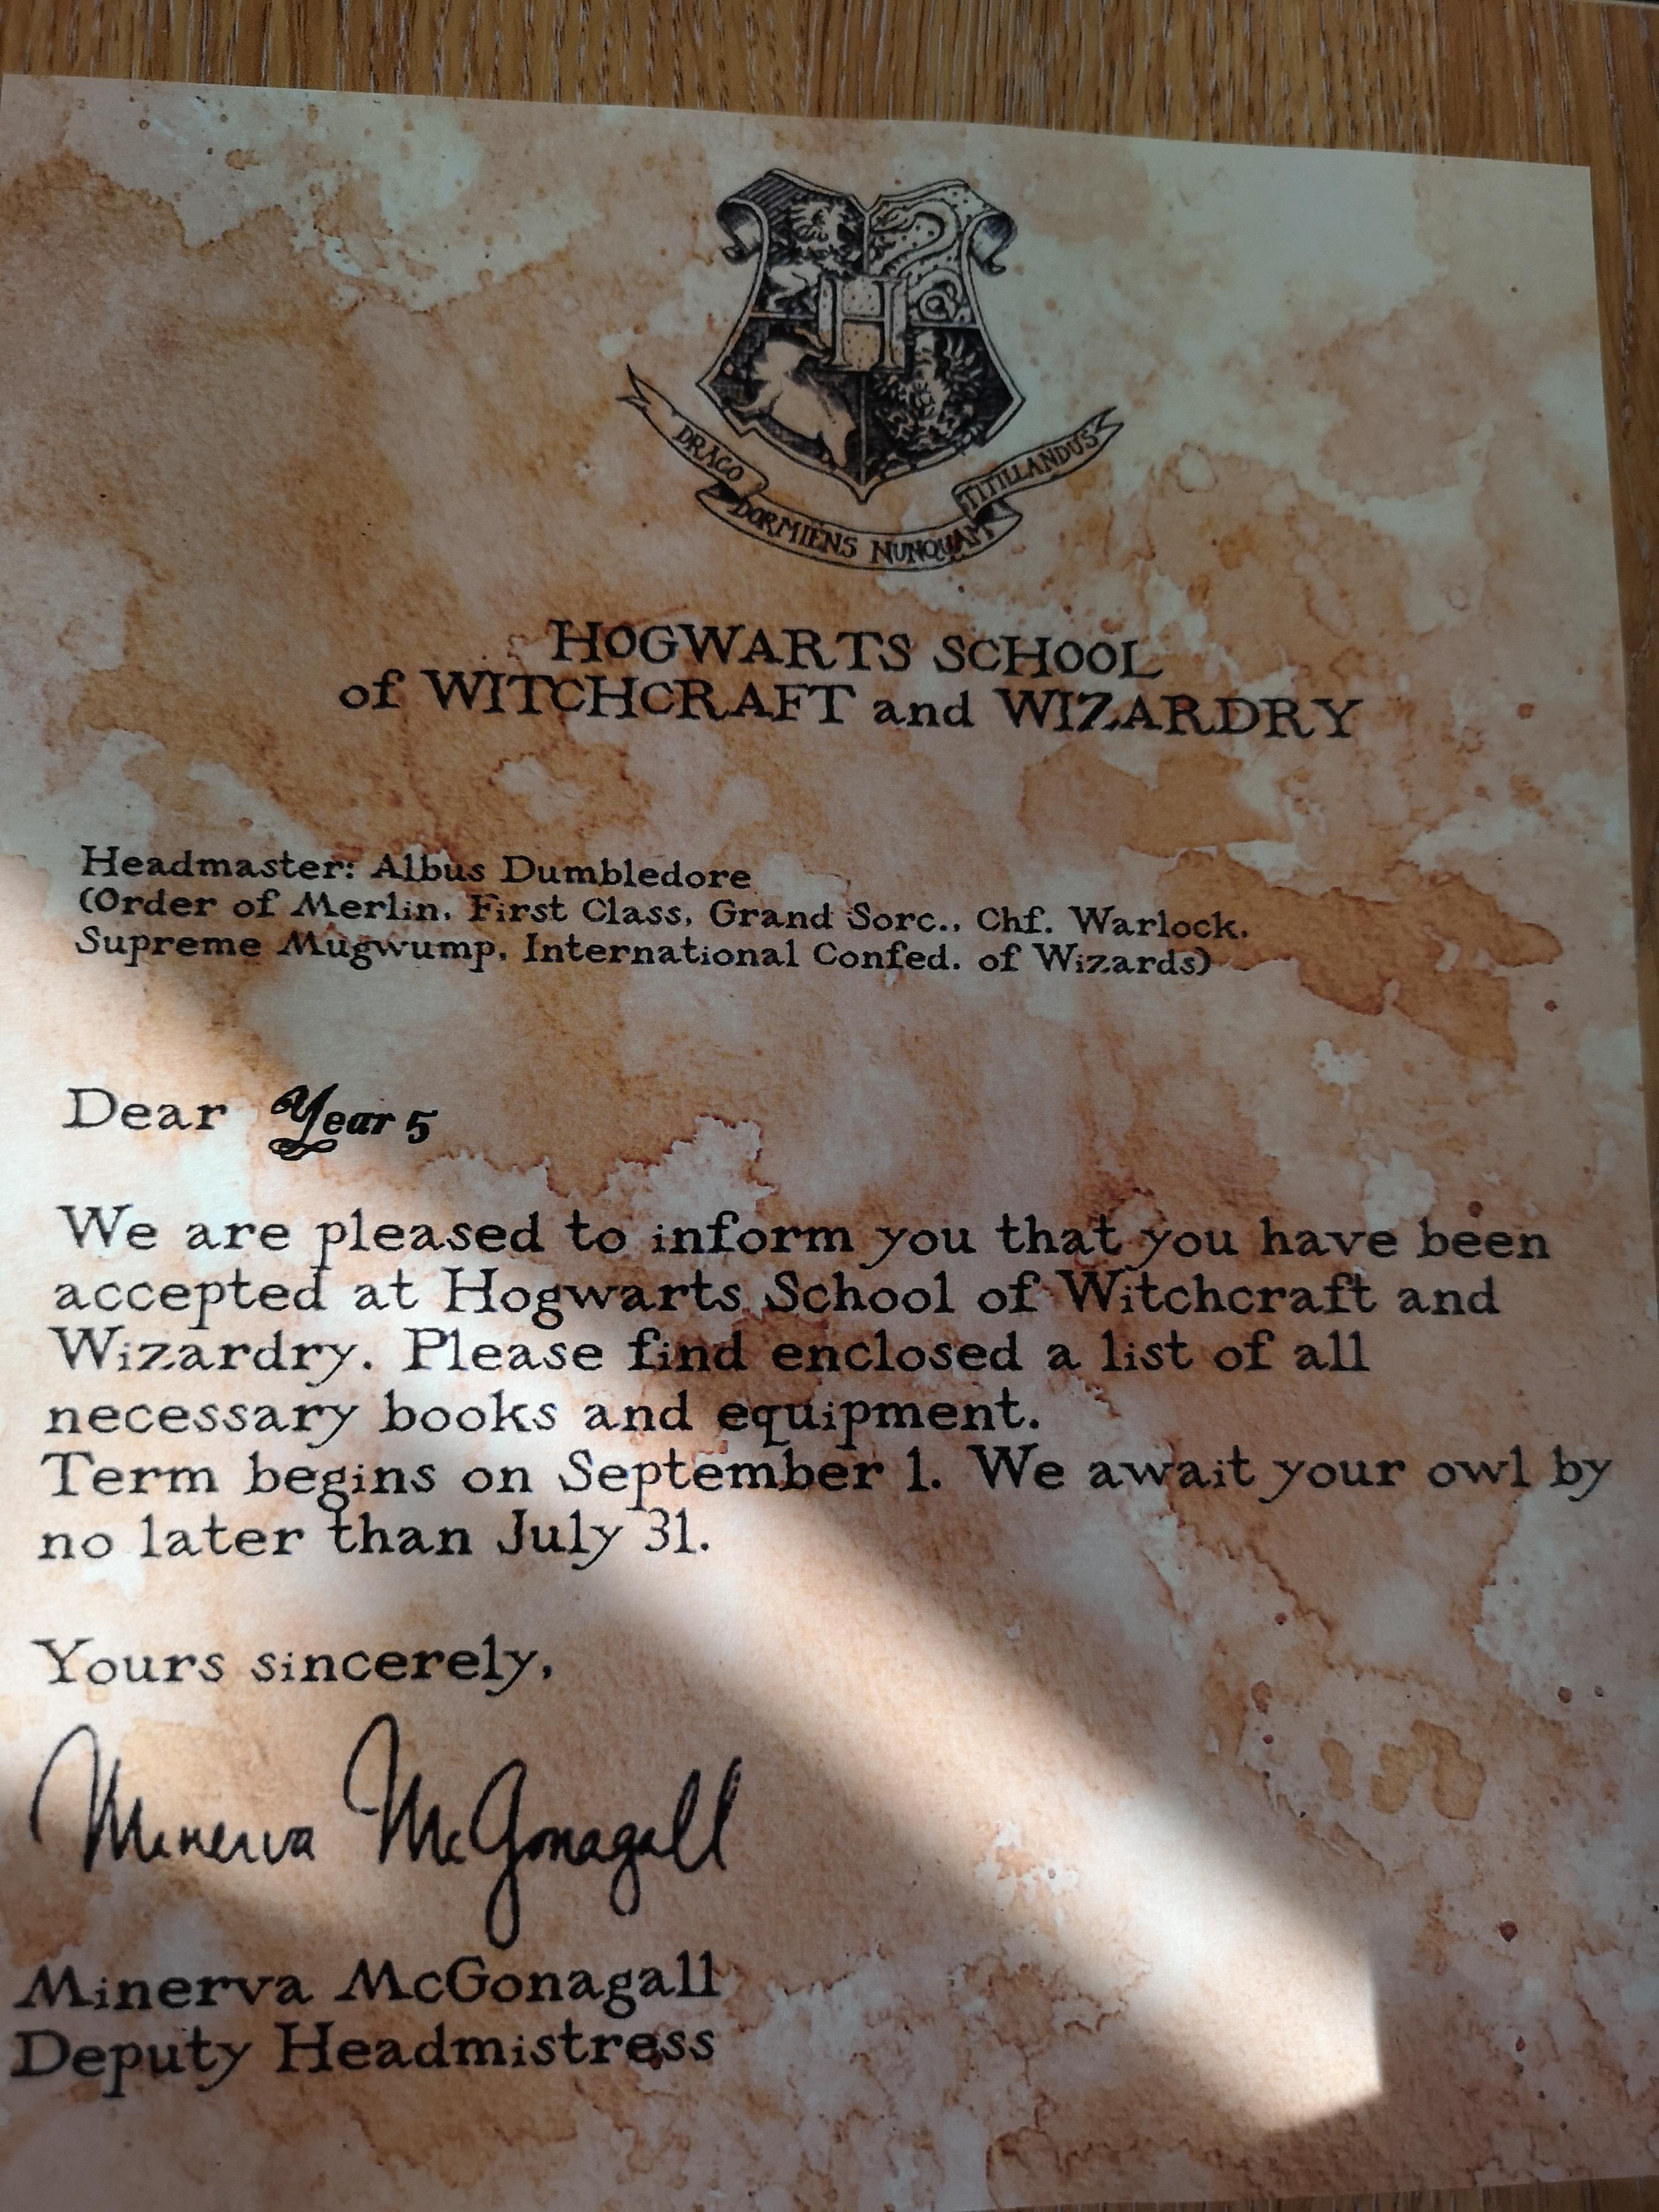 H
DRACO DORMIENS NUNQUAM TITILLANDUS
HOGWARTS SCHOOL
of WITCHCRAFT and WIZARDRY
Headmaster: Albus Dumbledore
(Order of Merlin, First Class, Grand Sorc., Chf. Warlock,
Supreme Mugwump, International Confed. of Wizards)
Dear Year 5
We are pleased to inform you that you have been
accepted at Hogwarts School of Witchcraft and
Wizardry. Please find enclosed a list of all
necessary books and equipment.
Term begins on September 1. We await your owl by
no later than July 31.
Yours sincerely,
Minerva McGonagall
Minerva McGonagall
Deputy Headmistress